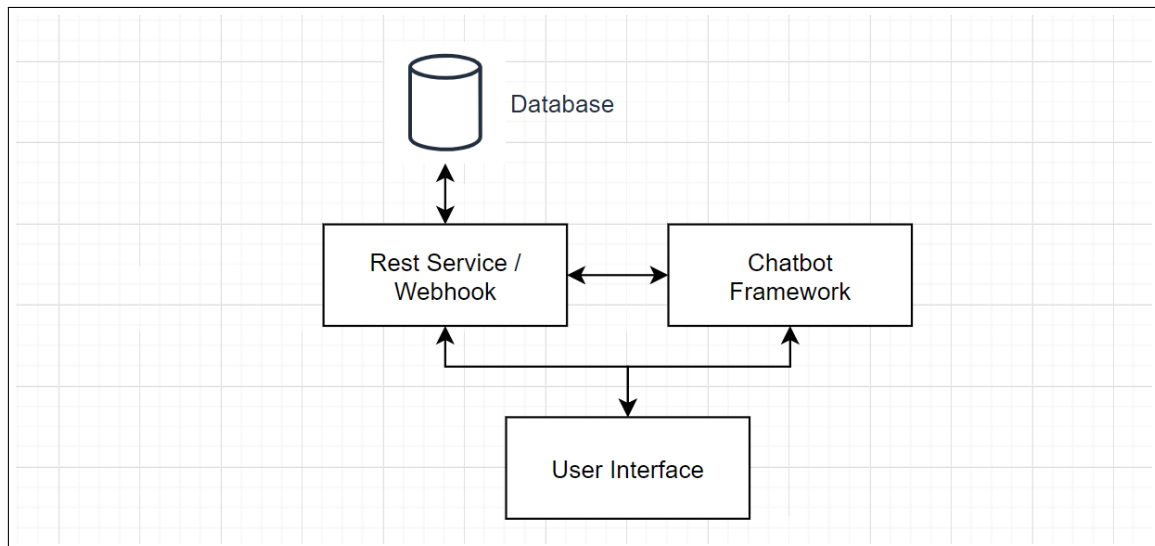 Database
Rest Service /
Webhook
Chatbot
Framework
User Interface